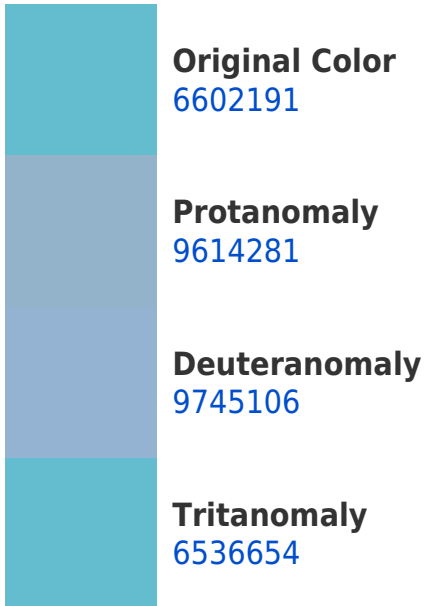 Original Color
6602191
Protanomaly
9614281
Deuteranomaly
9745106
Tritanomaly
6536654